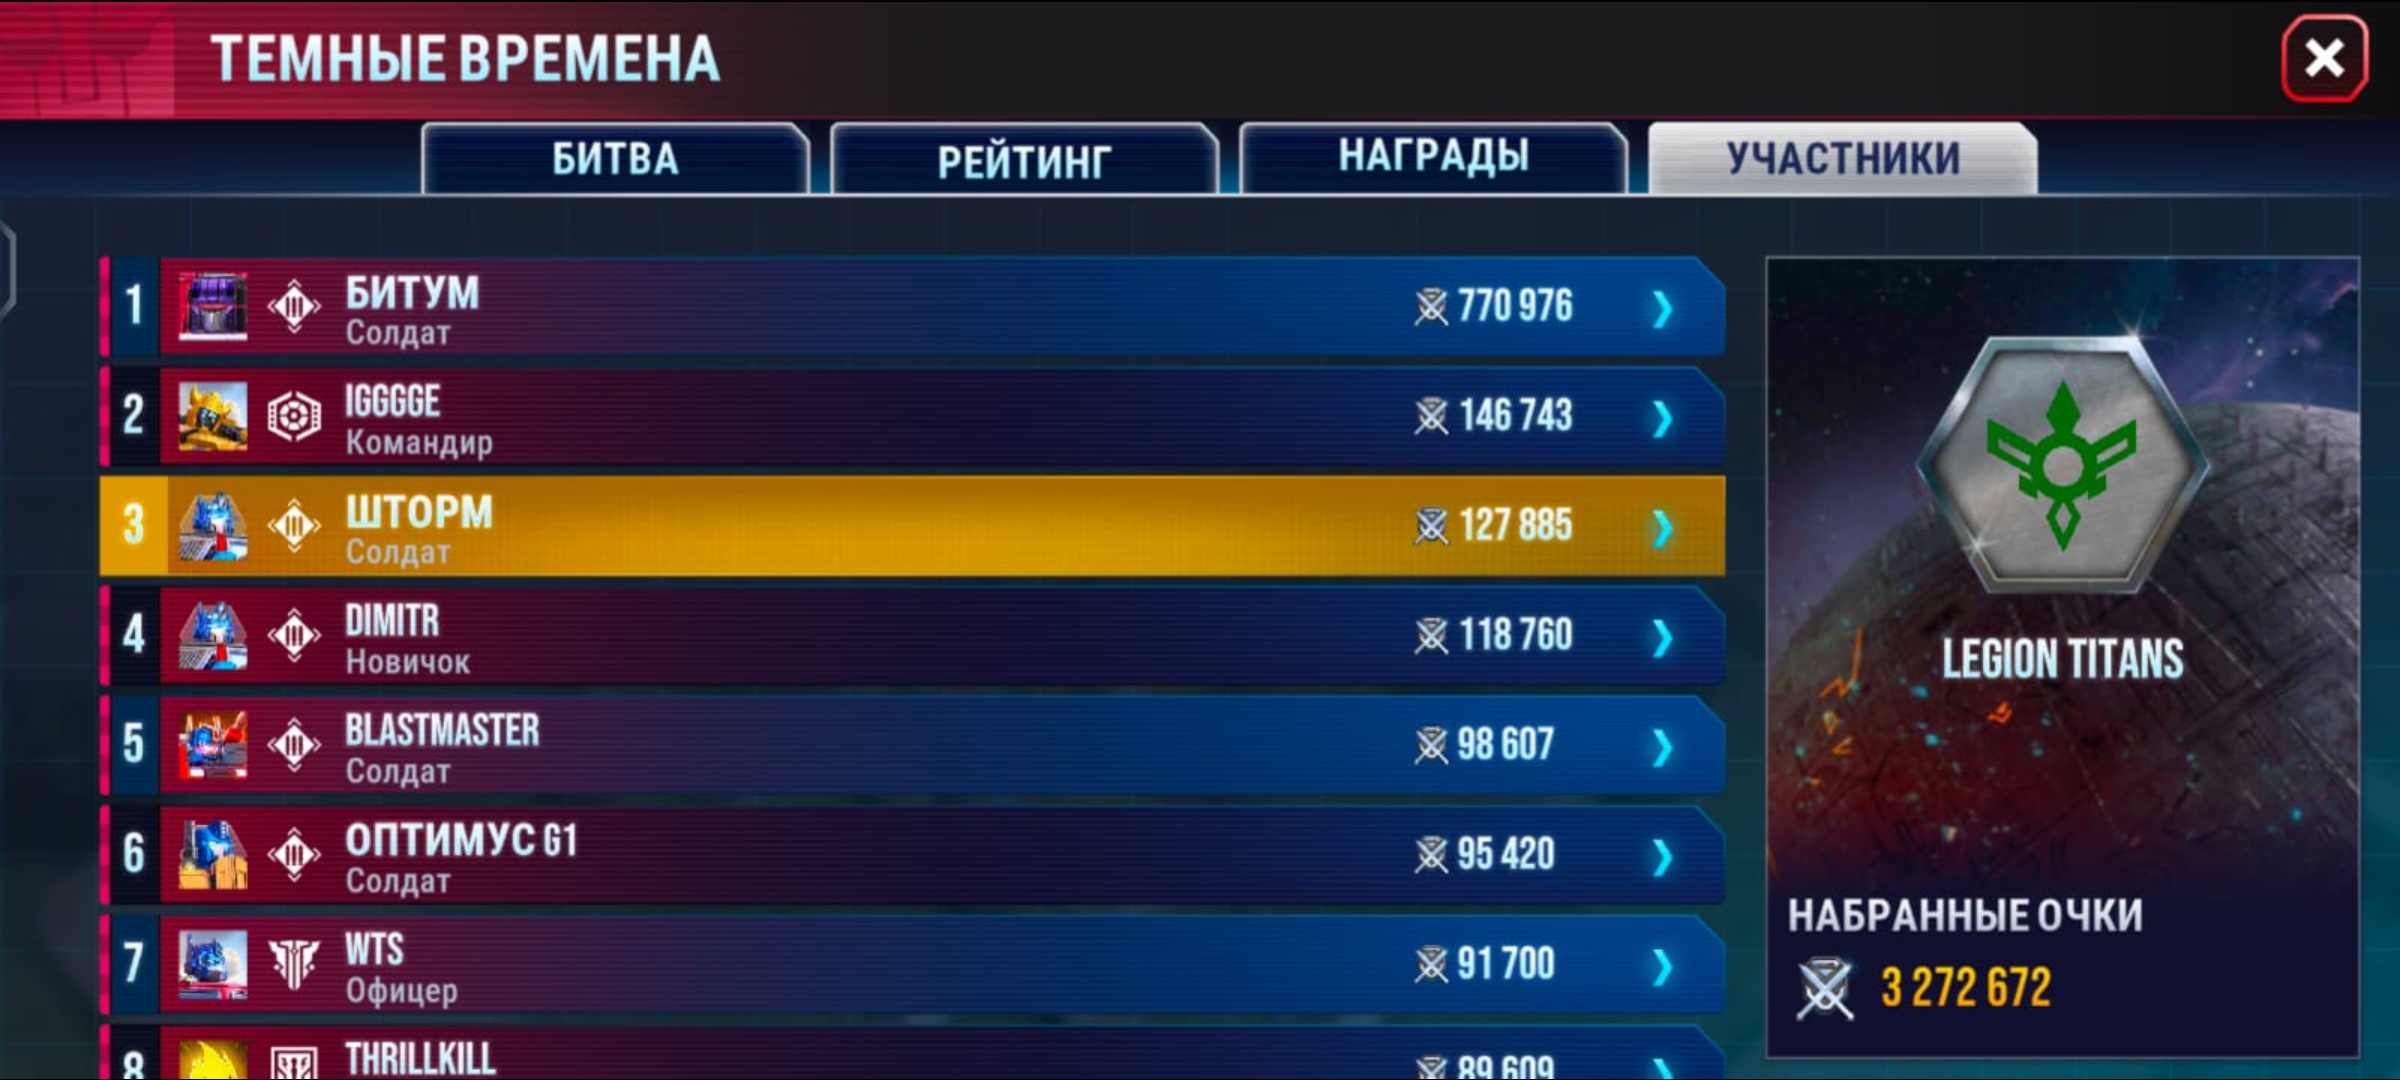 ТЕМНЫЕ ВРЕМЕНА
БИТВА
РЕЙТИНГ
НАГРАДЫ
УЧАСТНИКИ
1 БИТУМ 770 976
Солдат
2 IGGGGE 146 743
Командир
3 ШТОРМ 127 885
Солдат
4 DIMITR 118 760
Новичок
5 BLASTMASTER 98 607
Солдат
6 ОПТИМУС G1 95 420
Солдат
7 WTS 91 700
Офицер
8 THRILLKILL 89 609
LEGION TITANS
НАБРАННЫЕ ОЧКИ
3 272 672